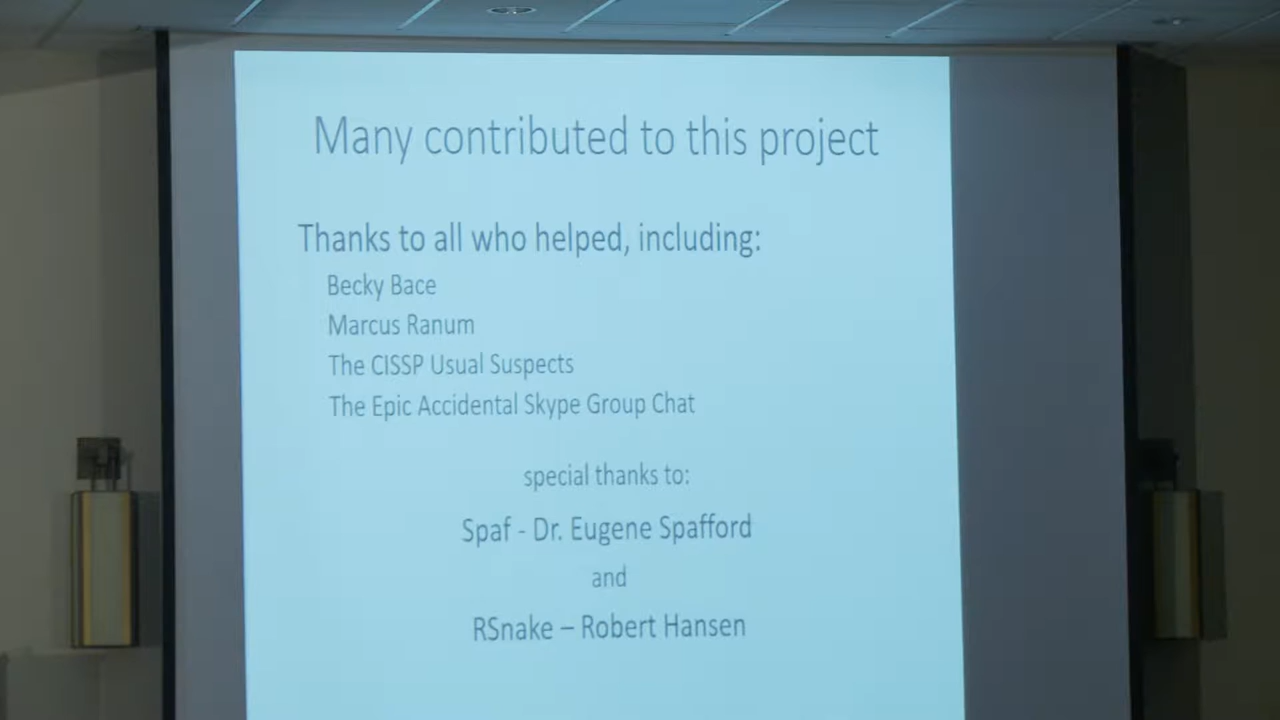 Many contributed to this project
Thanks to all who helped, including:
Becky Bace
Marcus Ranum
The CISSP Usual Suspects
The Epic Accidental Skype Group Chat
special thanks to:
Spaf - Dr. Eugene Spafford
and
RSnake – Robert Hansen